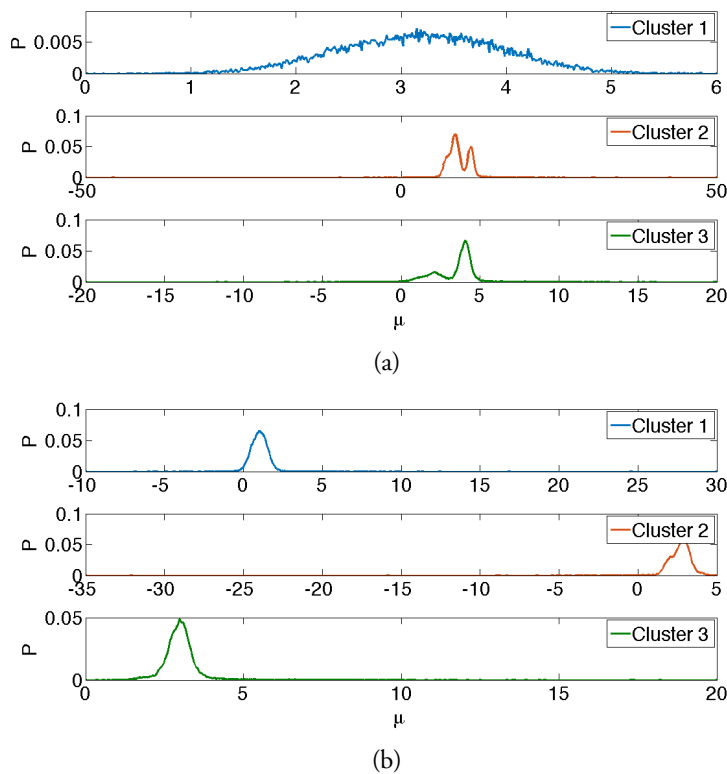 P
0.005
0
Cluster 1
0 1 2 3 4 5 6
P
0.1
0.05
0
Cluster 2
-50 0 50
P
0.1
0.05
0
Cluster 3
-20 -15 -10 -5 0 5 10 15 20
μ
(a)
P
0.1
0.05
0
Cluster 1
-10 -5 0 5 10 15 20 25 30
P
0.1
0.05
0
Cluster 2
-35 -30 -25 -20 -15 -10 -5 0 5
P
0.05
0
Cluster 3
0 5 10 15 20
μ
(b)